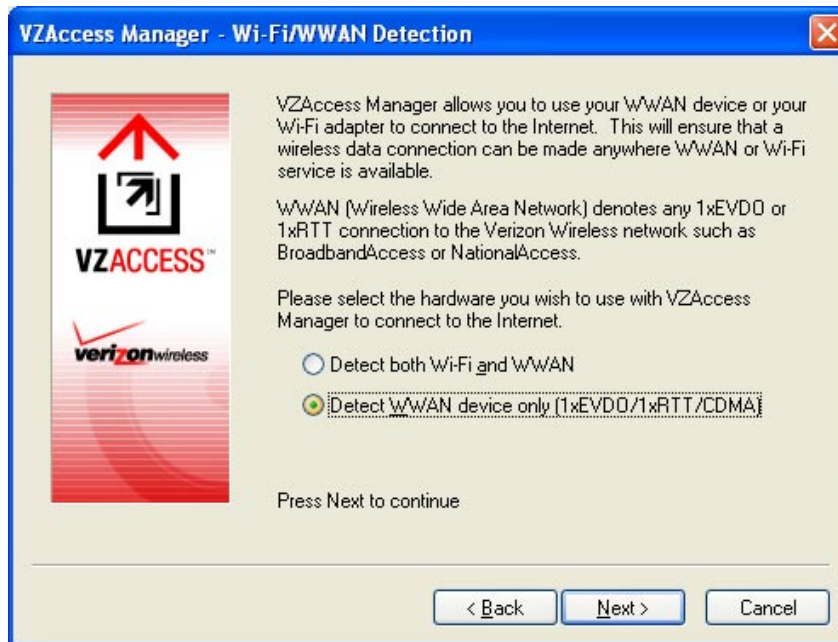 VZAccess Manager - Wi-Fi/WWAN Detection
VZACCESS™
verizonwireless
VZAccess Manager allows you to use your WWAN device or your
Wi-Fi adapter to connect to the Internet. This will ensure that a
wireless data connection can be made anywhere WWAN or Wi-Fi
service is available.
WWAN (Wireless Wide Area Network) denotes any 1xEVDO or
1xRTT connection to the Verizon Wireless network such as
BroadbandAccess or NationalAccess.
Please select the hardware you wish to use with VZAccess
Manager to connect to the Internet.
Detect both Wi-Fi and WWAN
Detect WWAN device only (1xEVDO/1xRTT/CDMA)
Press Next to continue
< Back
Next >
Cancel